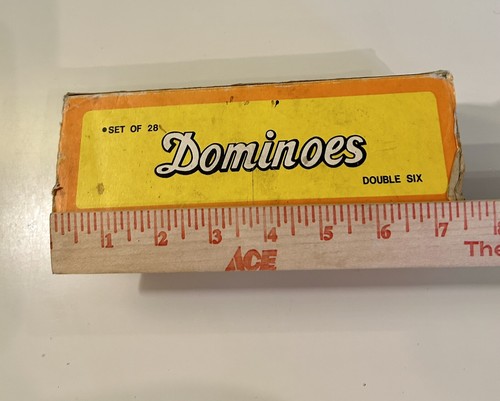 •SET OF 28
Dominoes
DOUBLE SIX
1 2 3 4 5 6 7
ACE
The